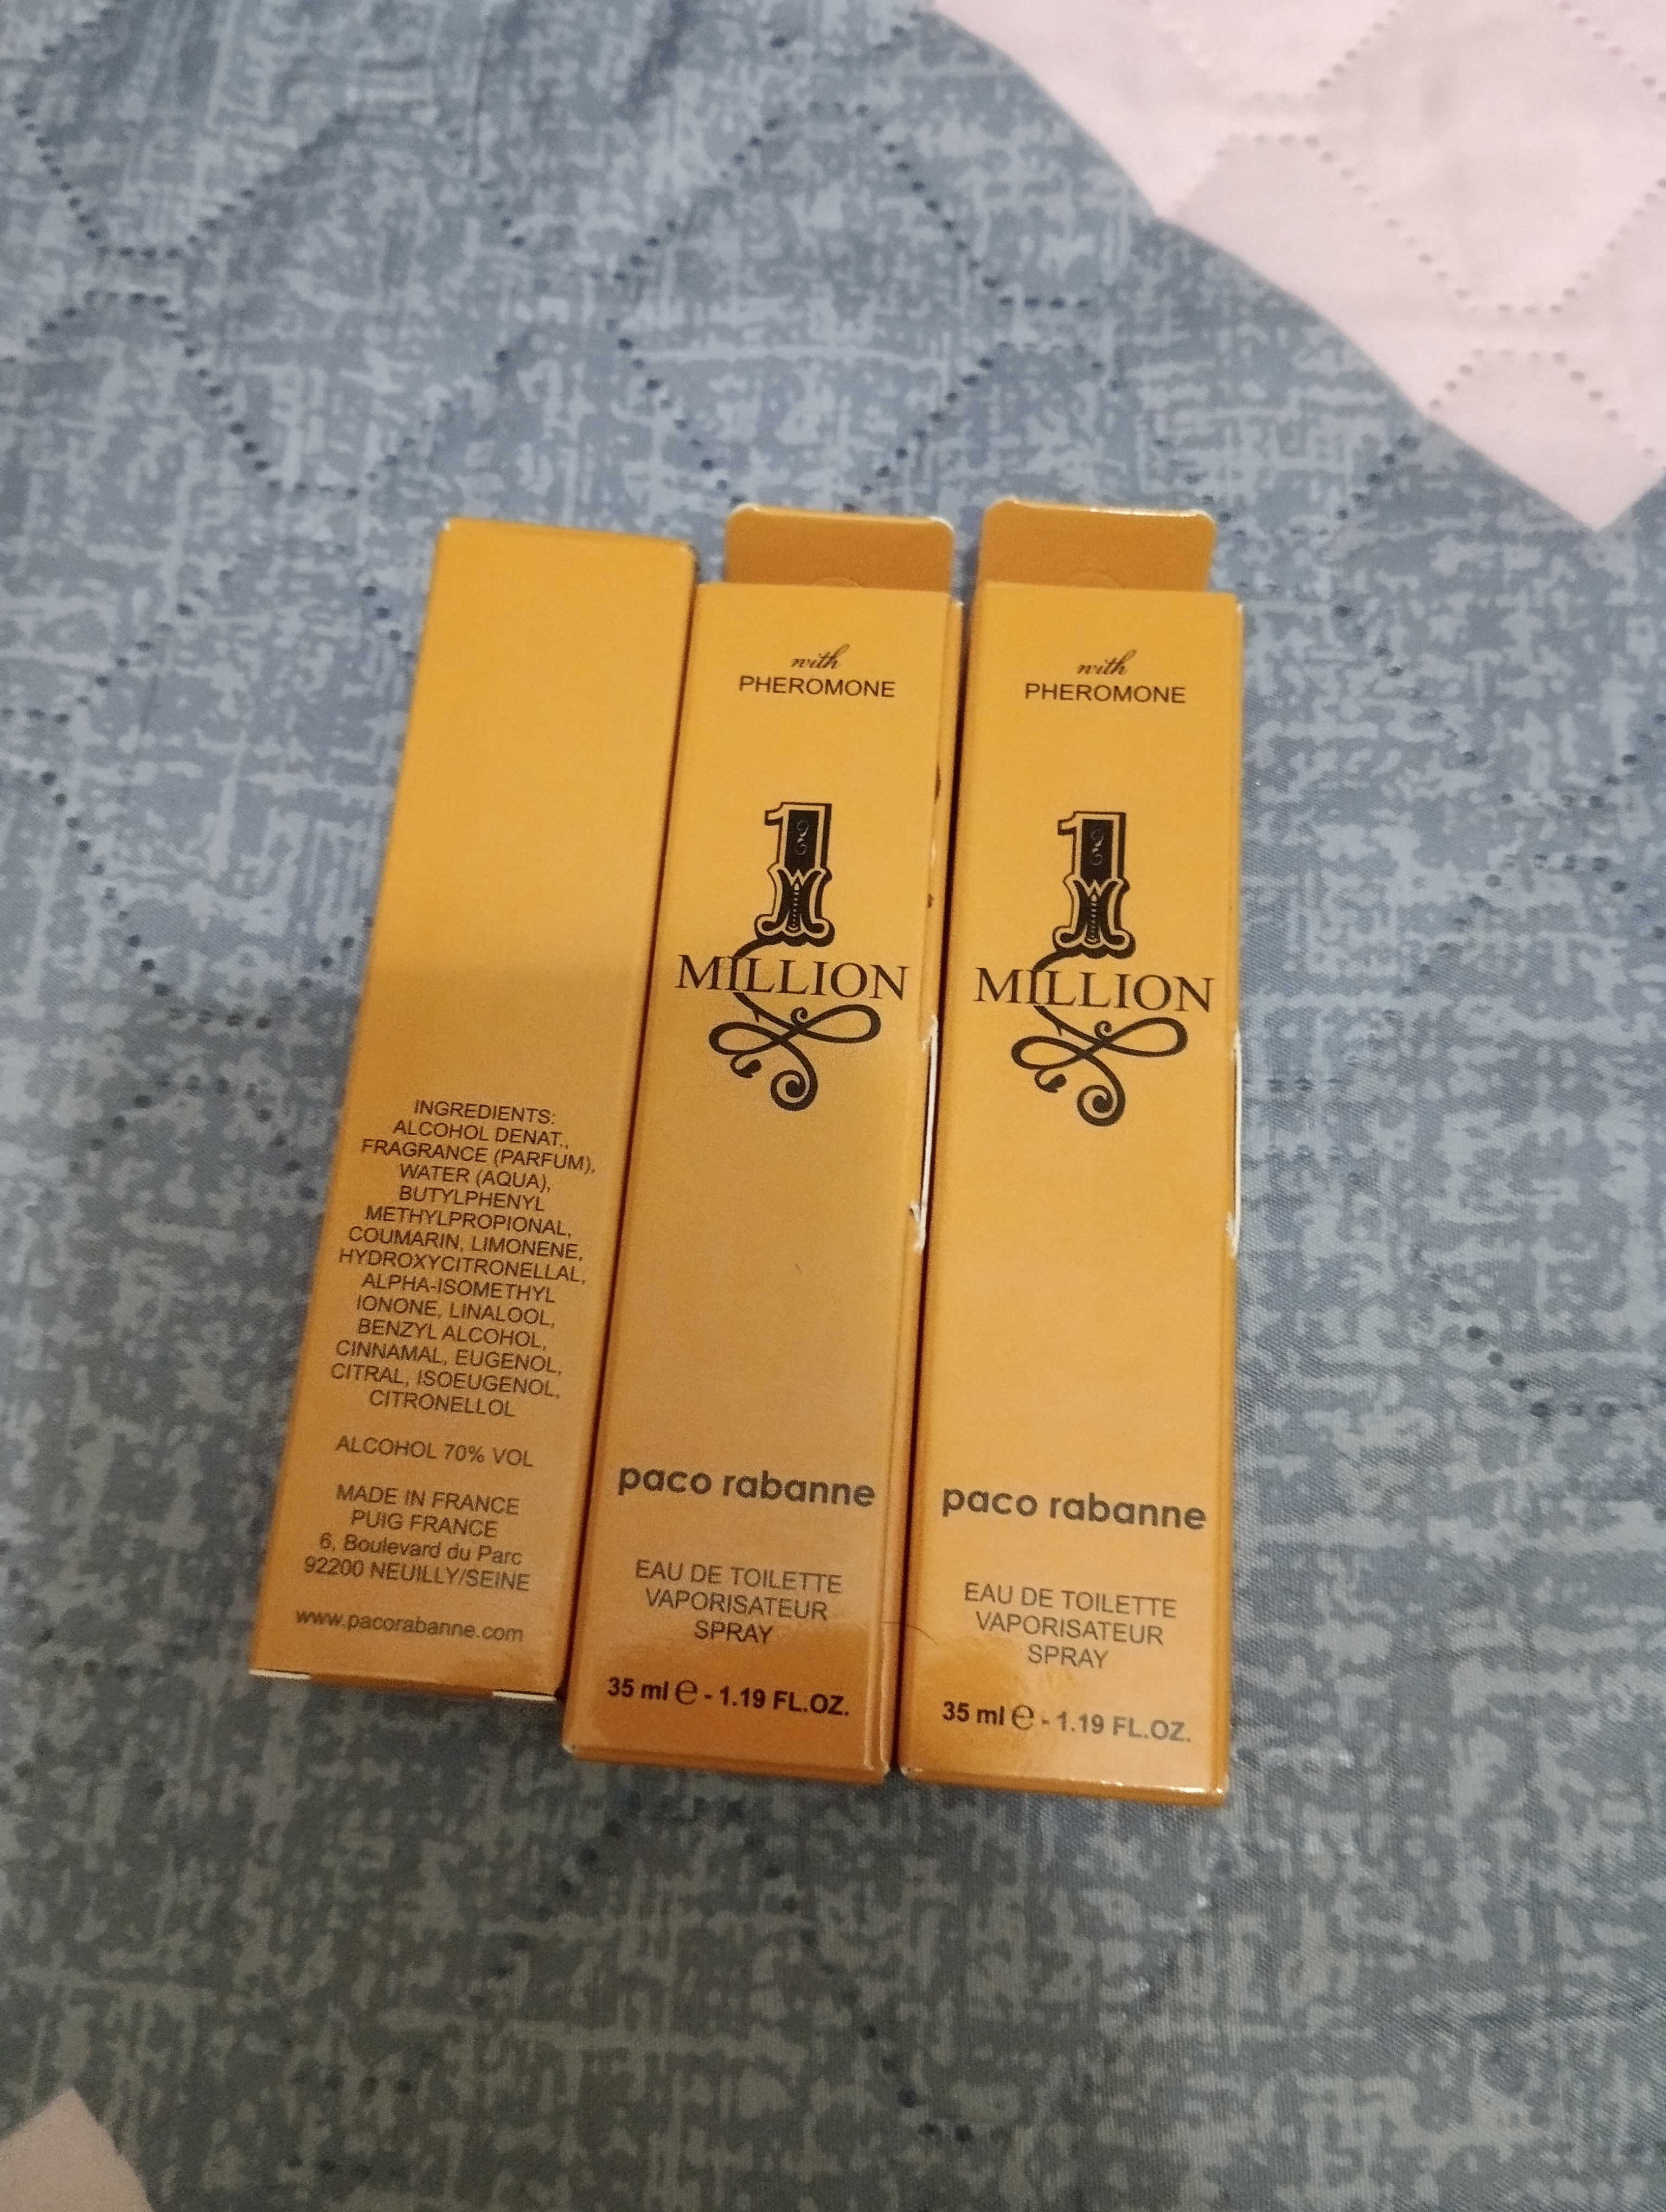 INGREDIENTS:
ALCOHOL DENAT.,
FRAGRANCE (PARFUM),
WATER (AQUA),
BUTYLPHENYL
METHYLPROPIONAL,
COUMARIN, LIMONENE,
HYDROXYCITRONELLAL,
ALPHA-ISOMETHYL
IONONE, LINALOOL,
BENZYL ALCOHOL,
CINNAMAL, EUGENOL,
CITRAL, ISOEUGENOL,
CITRONELLOL
ALCOHOL 70% VOL
MADE IN FRANCE
PUIG FRANCE
6, Boulevard du Parc
92200 NEUILLY/SEINE
www.pacorabanne.com
with
PHEROMONE
1
MILLION
paco rabanne
EAU DE TOILETTE
VAPORISATEUR
SPRAY
35 ml ℮ - 1.19 FL.OZ.
with
PHEROMONE
1
MILLION
paco rabanne
EAU DE TOILETTE
VAPORISATEUR
SPRAY
35 ml ℮ - 1.19 FL.OZ.